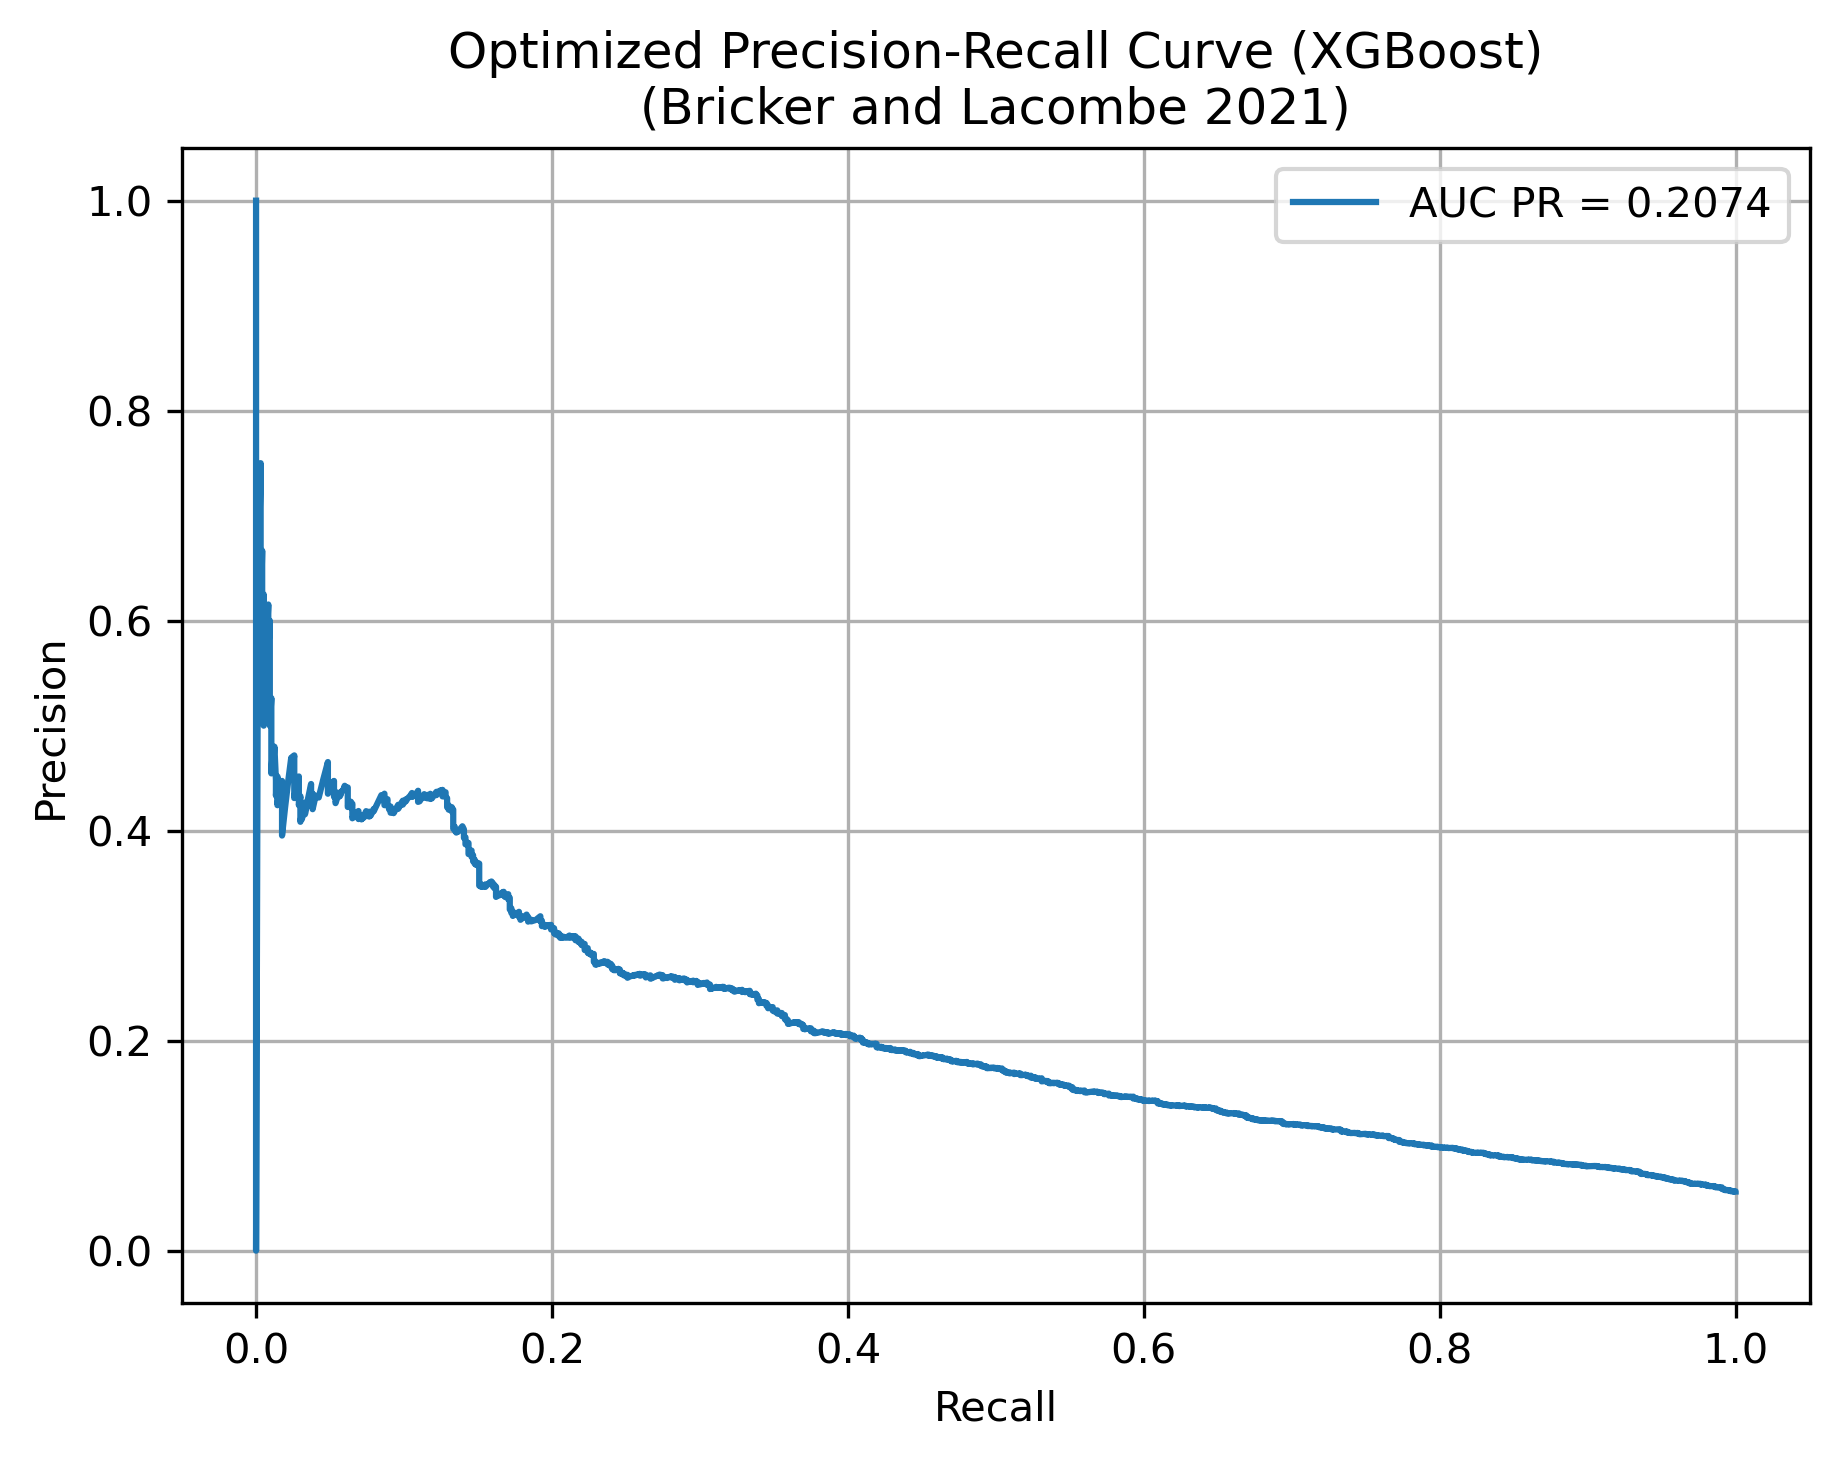 Optimized Precision-Recall Curve (XGBoost)
(Bricker and Lacombe 2021)
AUC PR = 0.2074
1.0
0.8
0.6
0.4
0.2
0.0
Precision
0.0 0.2 0.4 0.6 0.8 1.0
Recall